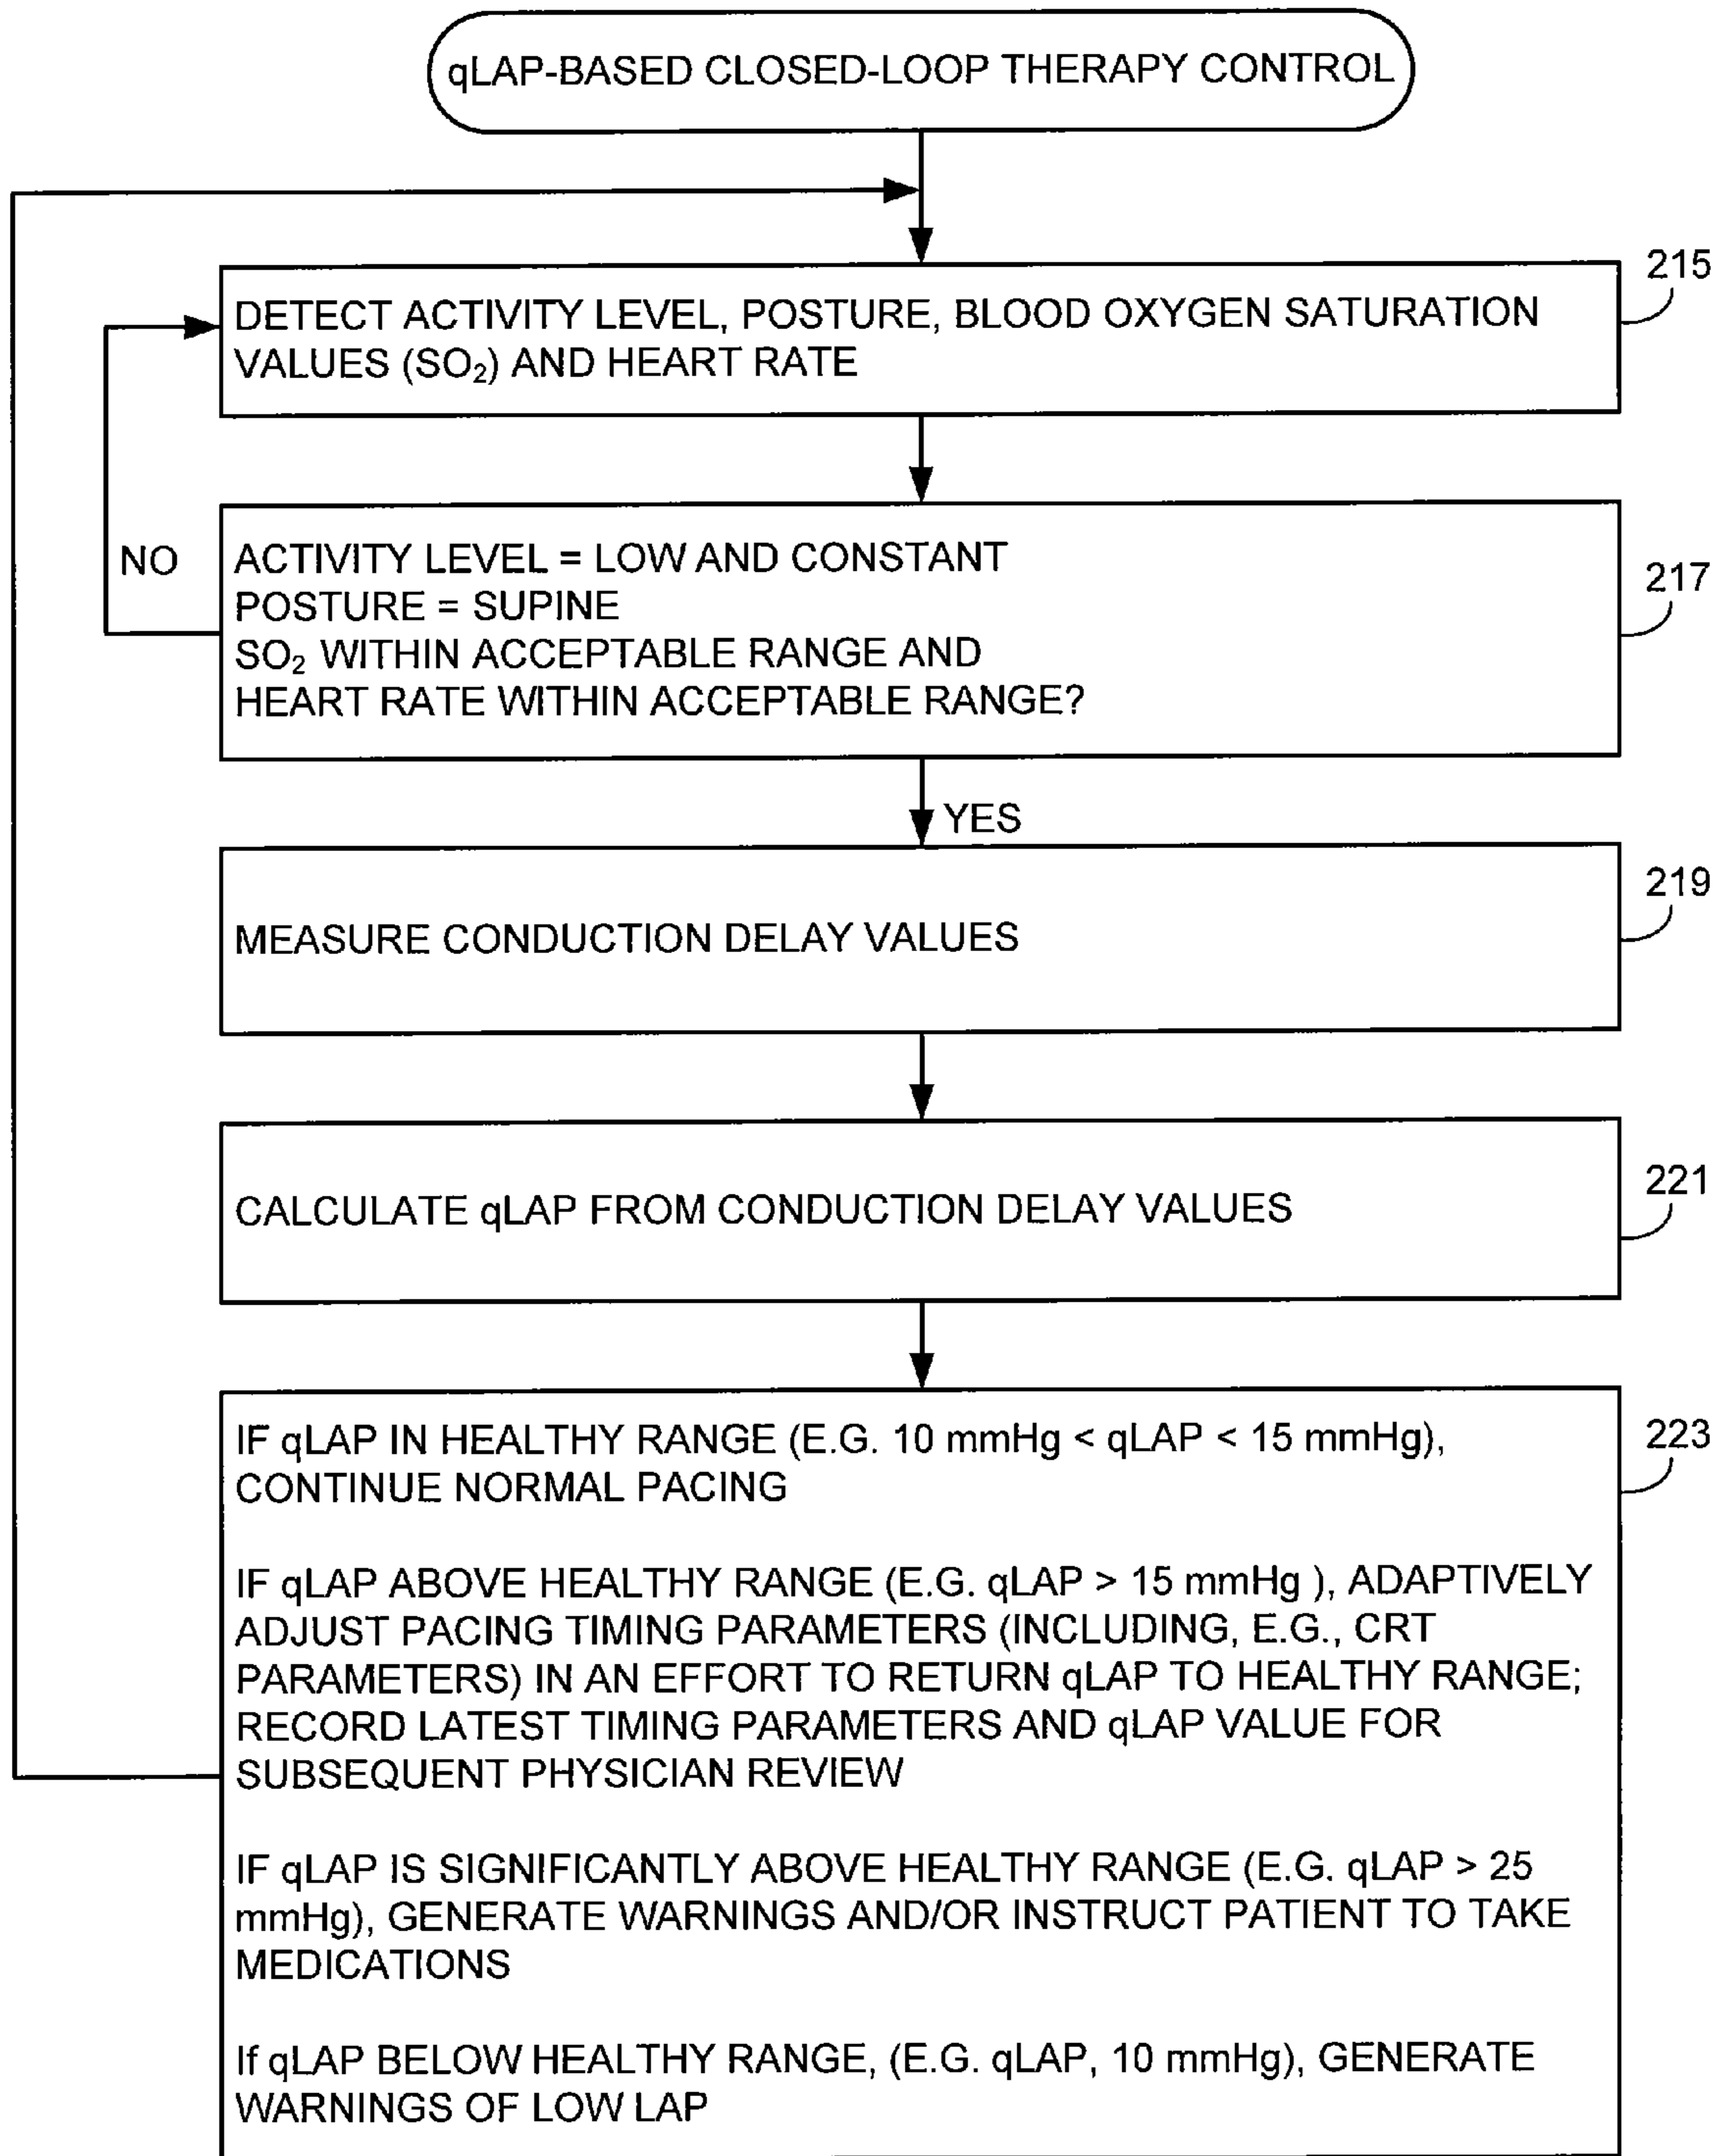 qLAP-BASED CLOSED-LOOP THERAPY CONTROL
215
DETECT ACTIVITY LEVEL, POSTURE, BLOOD OXYGEN SATURATION
VALUES (SO₂) AND HEART RATE
NO
ACTIVITY LEVEL = LOW AND CONSTANT
POSTURE = SUPINE
SO₂ WITHIN ACCEPTABLE RANGE AND
HEART RATE WITHIN ACCEPTABLE RANGE?
217
YES
219
MEASURE CONDUCTION DELAY VALUES
221
CALCULATE qLAP FROM CONDUCTION DELAY VALUES
223
IF qLAP IN HEALTHY RANGE (E.G. 10 mmHg < qLAP < 15 mmHg),
CONTINUE NORMAL PACING
IF qLAP ABOVE HEALTHY RANGE (E.G. qLAP > 15 mmHg ), ADAPTIVELY
ADJUST PACING TIMING PARAMETERS (INCLUDING, E.G., CRT
PARAMETERS) IN AN EFFORT TO RETURN qLAP TO HEALTHY RANGE;
RECORD LATEST TIMING PARAMETERS AND qLAP VALUE FOR
SUBSEQUENT PHYSICIAN REVIEW
IF qLAP IS SIGNIFICANTLY ABOVE HEALTHY RANGE (E.G. qLAP > 25
mmHg), GENERATE WARNINGS AND/OR INSTRUCT PATIENT TO TAKE
MEDICATIONS
If qLAP BELOW HEALTHY RANGE, (E.G. qLAP, 10 mmHg), GENERATE
WARNINGS OF LOW LAP